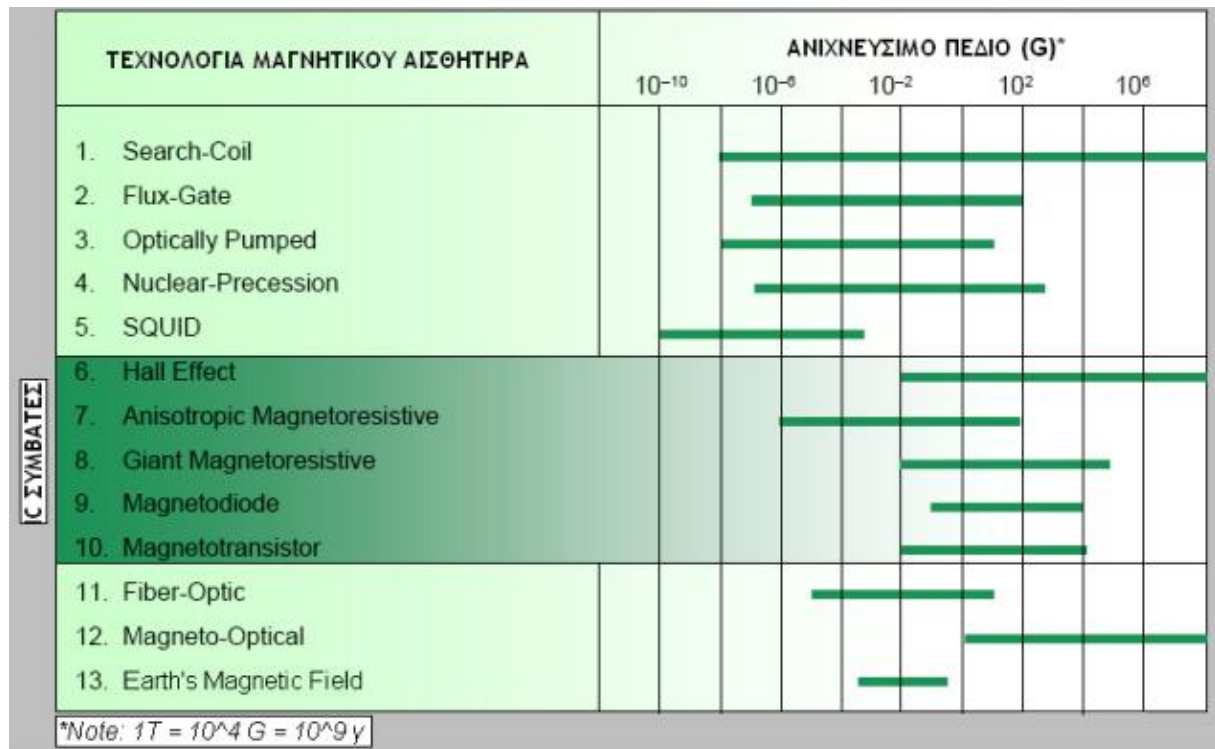 ΤΕΧΝΟΛΟΓΙΑ ΜΑΓΝΗΤΙΚΟΥ ΑΙΣΘΗΤΗΡΑ
ΑΝΙΧΝΕΥΣΙΜΟ ΠΕΔΙΟ (G)*
10⁻¹⁰ 10⁻⁶ 10⁻² 10² 10⁶
1. Search-Coil
2. Flux-Gate
3. Optically Pumped
4. Nuclear-Precession
5. SQUID
IC ΣΥΜΒΑΤΕΣ
6. Hall Effect
7. Anisotropic Magnetoresistive
8. Giant Magnetoresistive
9. Magnetodiode
10. Magnetotransistor
11. Fiber-Optic
12. Magneto-Optical
13. Earth's Magnetic Field
*Note: 1T = 10^4 G = 10^9 γ